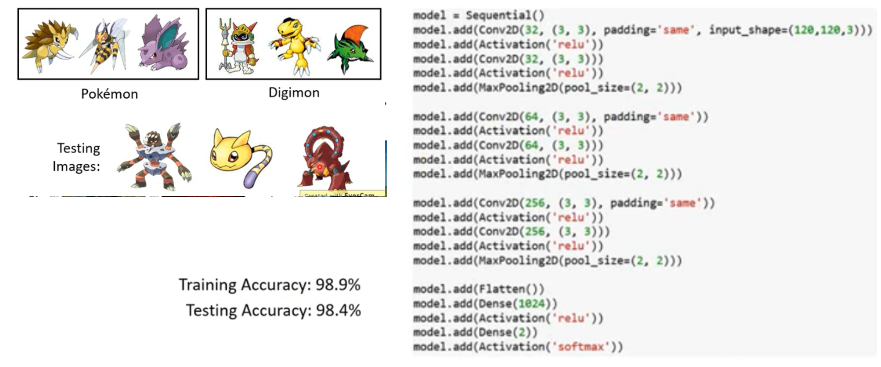 Pokémon
Digimon
Testing
Images:
Training Accuracy: 98.9%
Testing Accuracy: 98.4%
model = Sequential()
model.add(Conv2D(32, (3, 3), padding='same', input_shape=(120,120,3)))
model.add(Activation('relu'))
model.add(Conv2D(32, (3, 3)))
model.add(Activation('relu'))
model.add(MaxPooling2D(pool_size=(2, 2)))
model.add(Conv2D(64, (3, 3), padding='same'))
model.add(Activation('relu'))
model.add(Conv2D(64, (3, 3)))
model.add(Activation('relu'))
model.add(MaxPooling2D(pool_size=(2, 2)))
model.add(Conv2D(256, (3, 3), padding='same'))
model.add(Activation('relu'))
model.add(Conv2D(256, (3, 3)))
model.add(Activation('relu'))
model.add(MaxPooling2D(pool_size=(2, 2)))
model.add(Flatten())
model.add(Dense(1024))
model.add(Activation('relu'))
model.add(Dense(2))
model.add(Activation('softmax'))